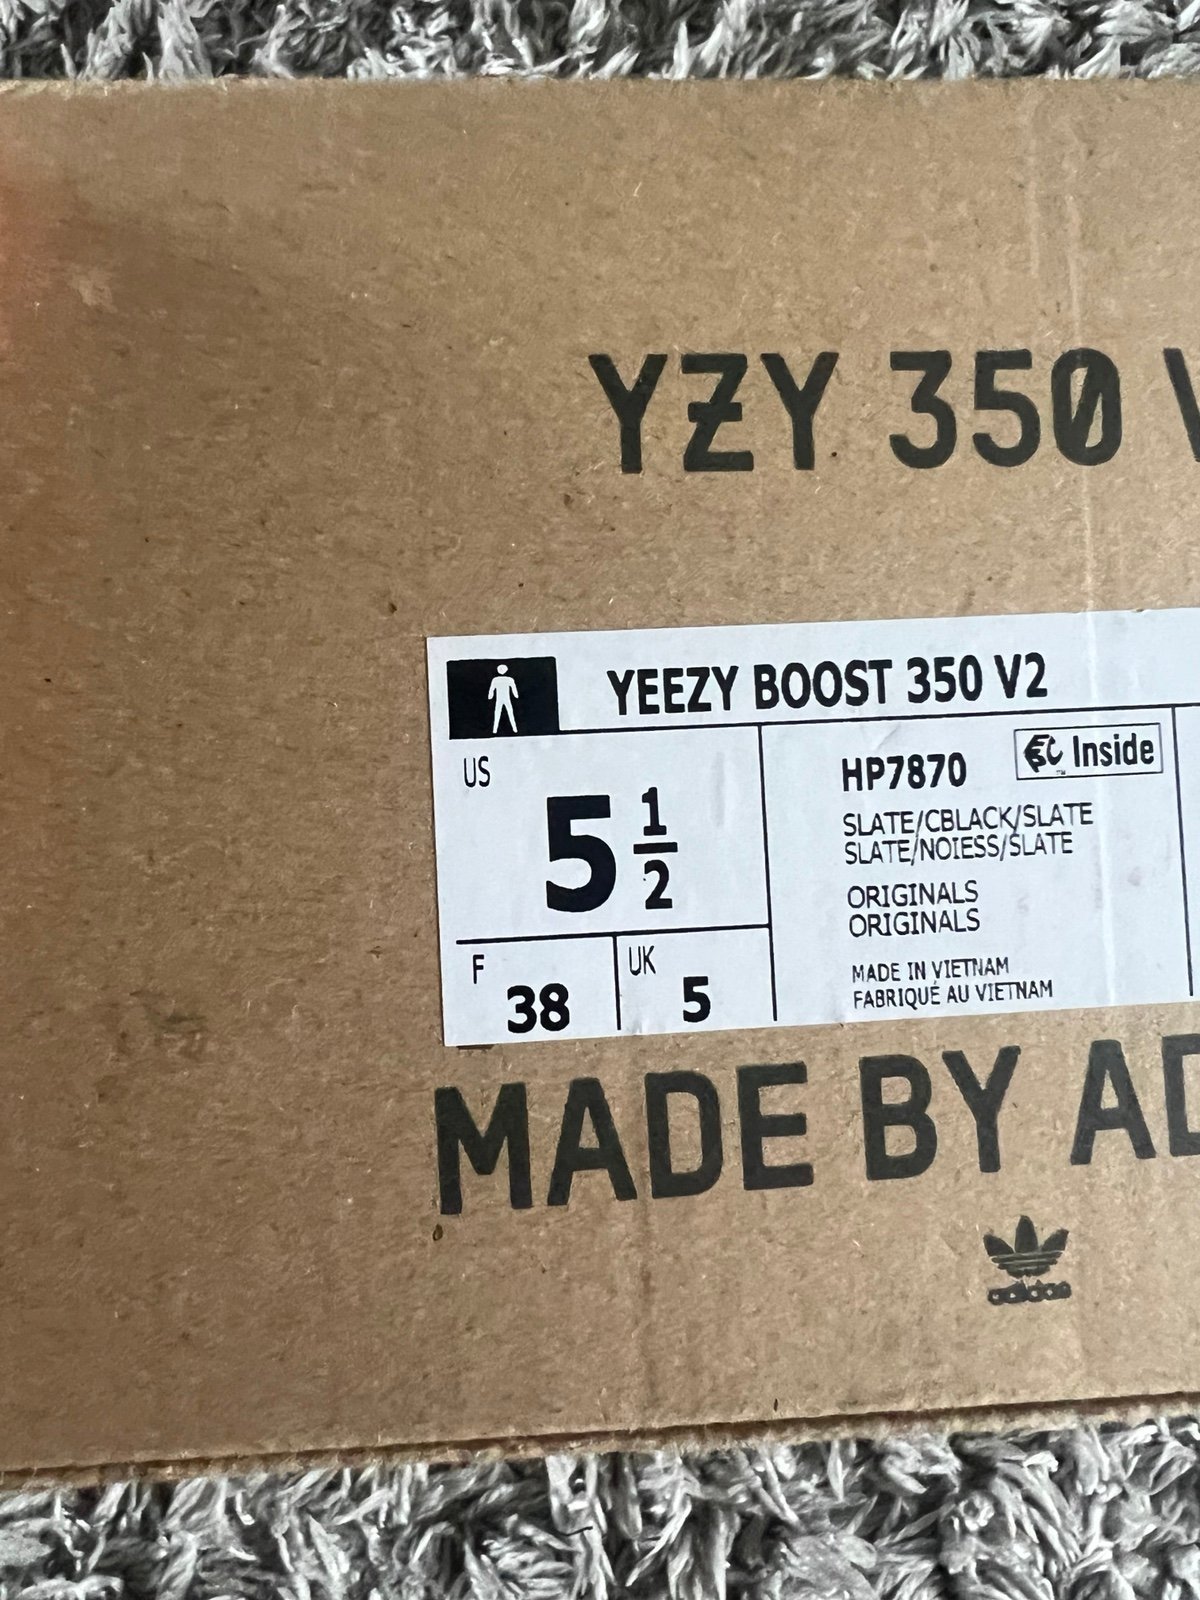 YZY 350 V
YEEZY BOOST 350 V2
US
5 1/2
F
38
UK
5
HP7870
Inside
SLATE/CBLACK/SLATE
SLATE/NOIESS/SLATE
ORIGINALS
ORIGINALS
MADE IN VIETNAM
FABRIQUÉ AU VIETNAM
MADE BY AD
adidas